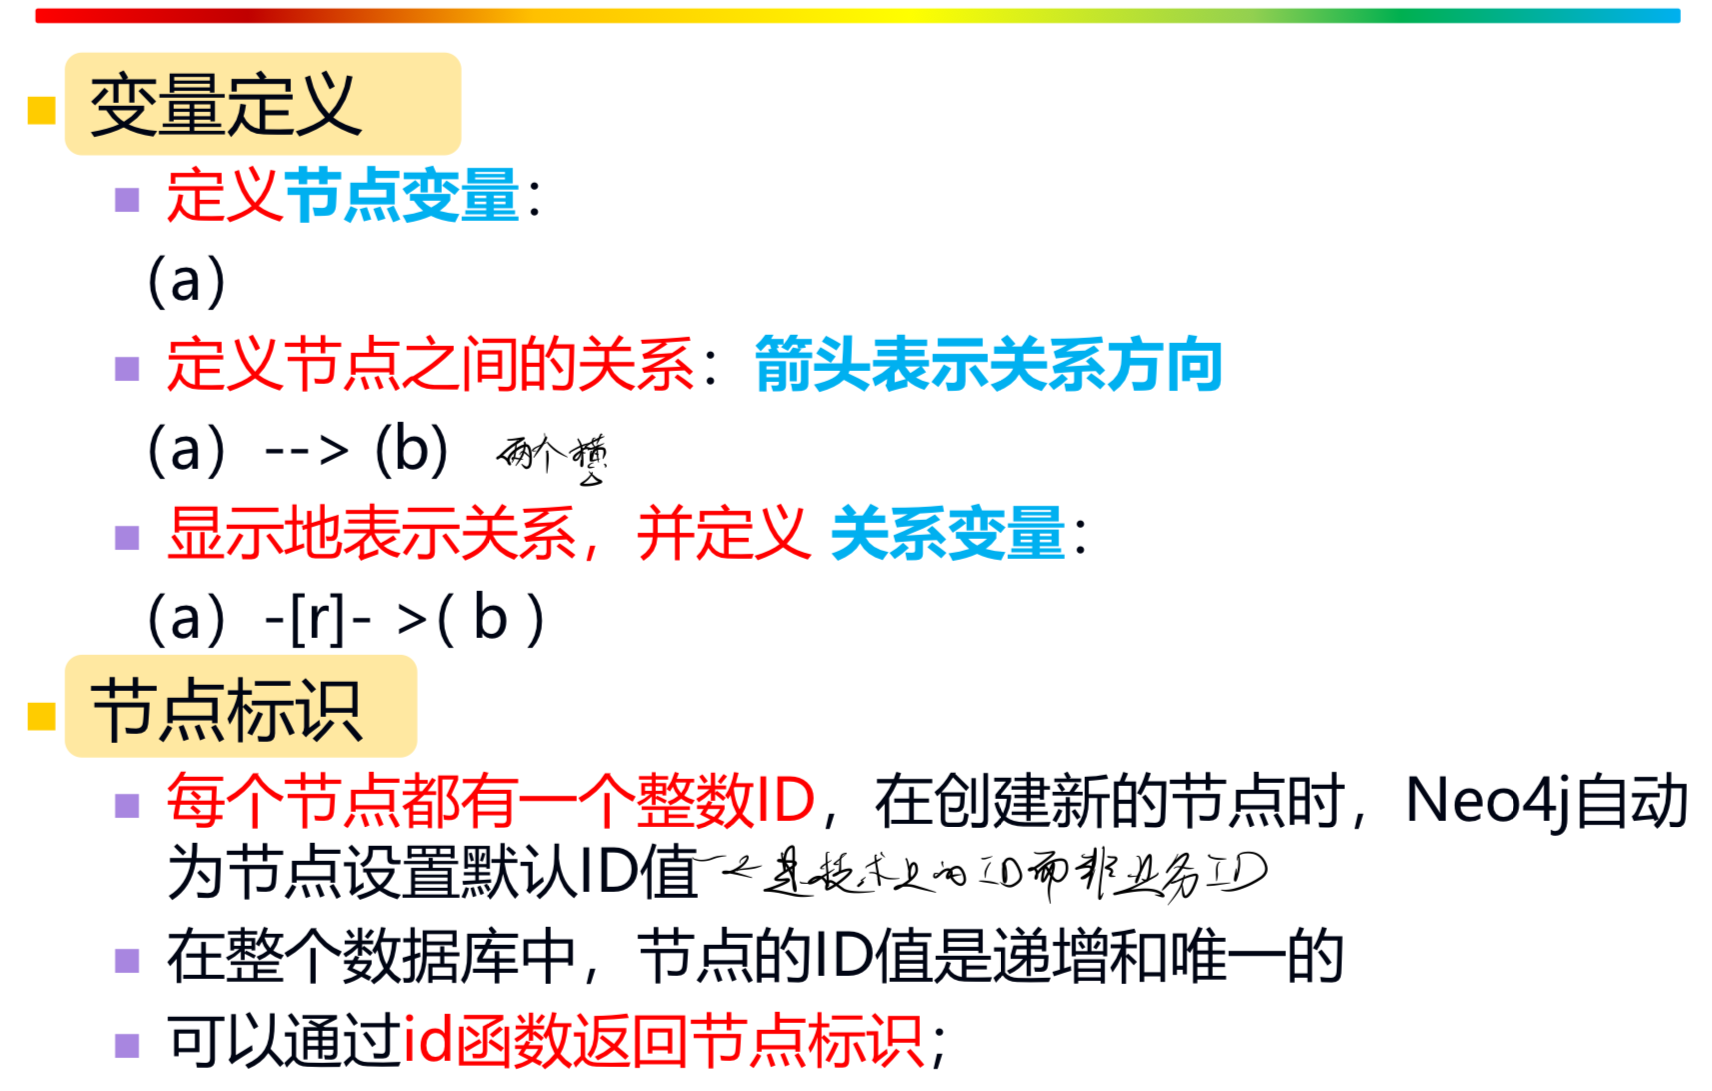 变量定义
定义节点变量：
（a）
定义节点之间的关系：箭头表示关系方向
（a）--> (b) 两个横
显示地表示关系，并定义 关系变量：
（a）-[r]- >( b )
节点标识
每个节点都有一个整数ID，在创建新的节点时，Neo4j自动
为节点设置默认ID值 是技术上的ID而非业务ID
在整个数据库中，节点的ID值是递增和唯一的
可以通过id函数返回节点标识；